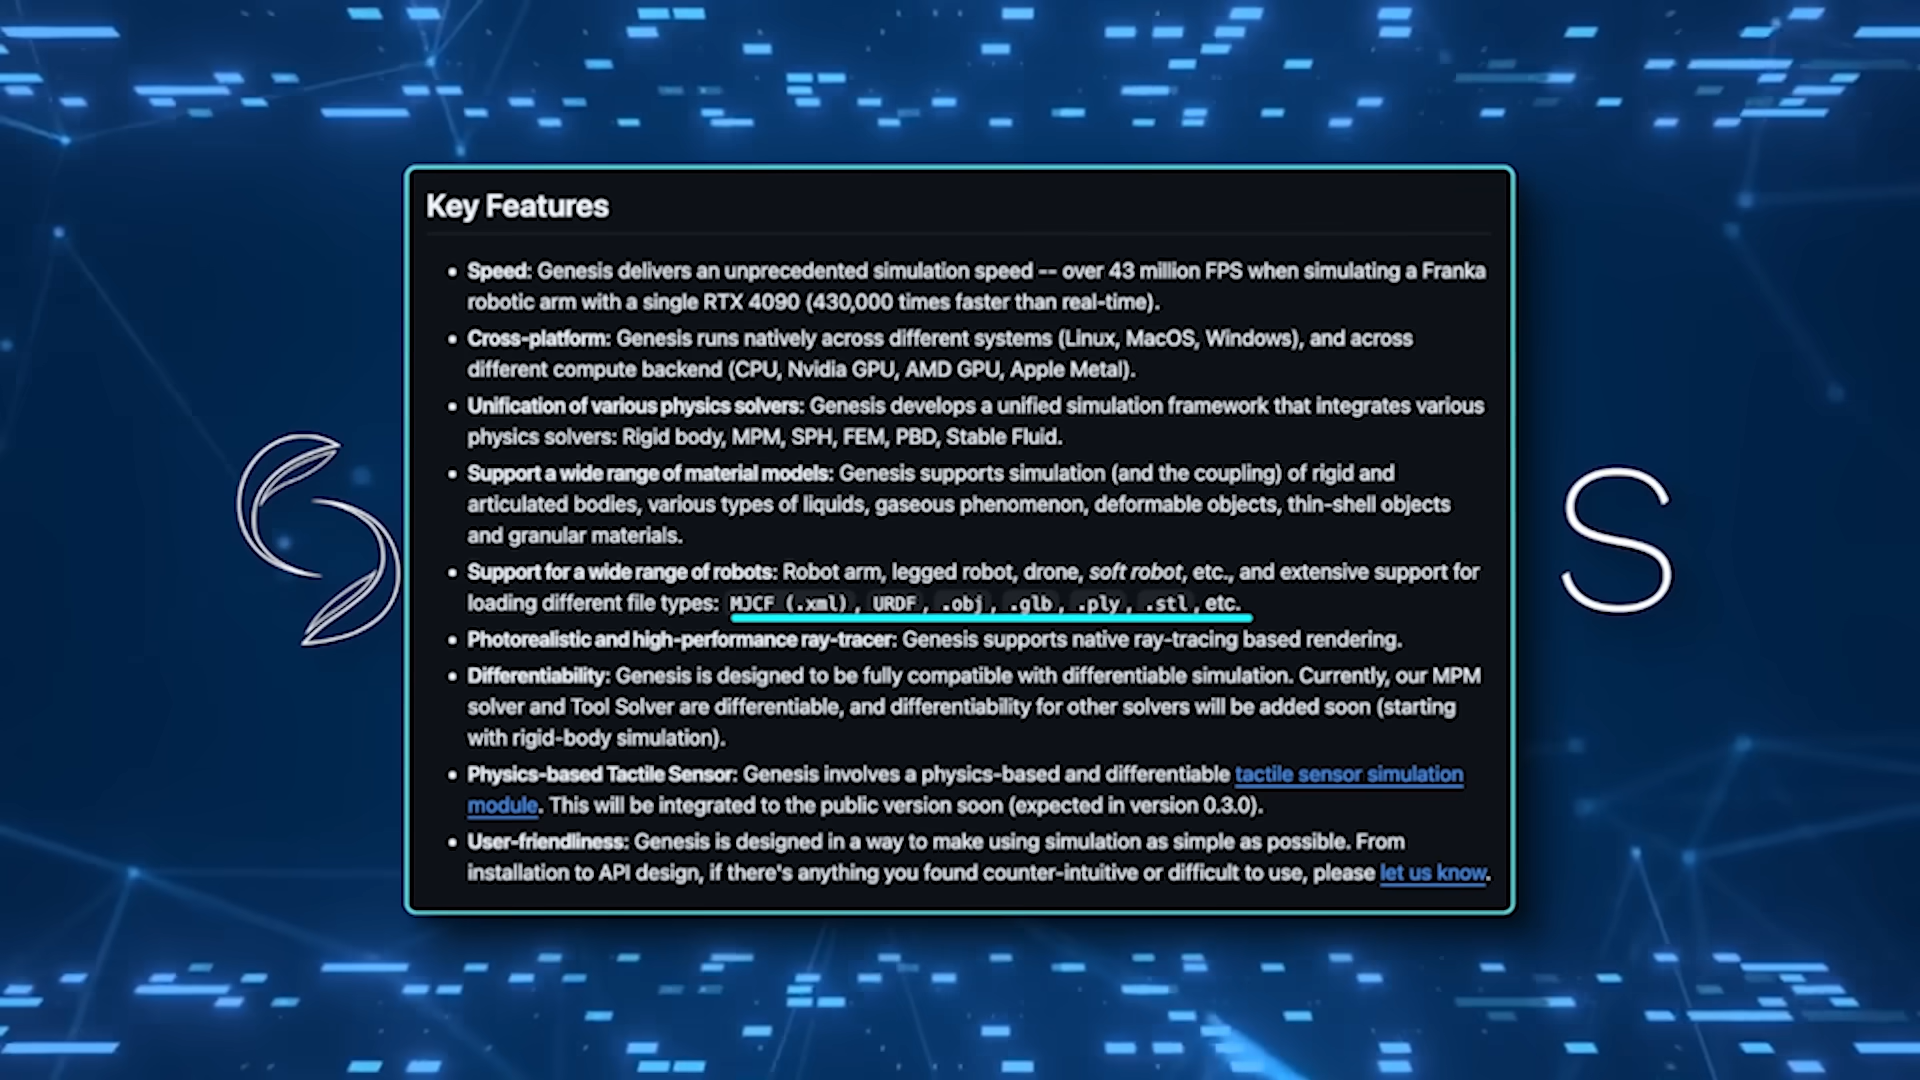 Key Features
• Speed: Genesis delivers an unprecedented simulation speed -- over 43 million FPS when simulating a Franka
robotic arm with a single RTX 4090 (430,000 times faster than real-time).
• Cross-platform: Genesis runs natively across different systems (Linux, MacOS, Windows), and across
different compute backend (CPU, Nvidia GPU, AMD GPU, Apple Metal).
• Unification of various physics solvers: Genesis develops a unified simulation framework that integrates various
physics solvers: Rigid body, MPM, SPH, FEM, PBD, Stable Fluid.
• Support a wide range of material models: Genesis supports simulation (and the coupling) of rigid and
articulated bodies, various types of liquids, gaseous phenomenon, deformable objects, thin-shell objects
and granular materials.
• Support for a wide range of robots: Robot arm, legged robot, drone, soft robot, etc., and extensive support for
loading different file types: MJCF (.xml), URDF, .obj, .glb, .ply, .stl, etc.
• Photorealistic and high-performance ray-tracer: Genesis supports native ray-tracing based rendering.
• Differentiability: Genesis is designed to be fully compatible with differentiable simulation. Currently, our MPM
solver and Tool Solver are differentiable, and differentiability for other solvers will be added soon (starting
with rigid-body simulation).
• Physics-based Tactile Sensor: Genesis involves a physics-based and differentiable tactile sensor simulation
module. This will be integrated to the public version soon (expected in version 0.3.0).
• User-friendliness: Genesis is designed in a way to make using simulation as simple as possible. From
installation to API design, if there's anything you found counter-intuitive or difficult to use, please let us know.
S